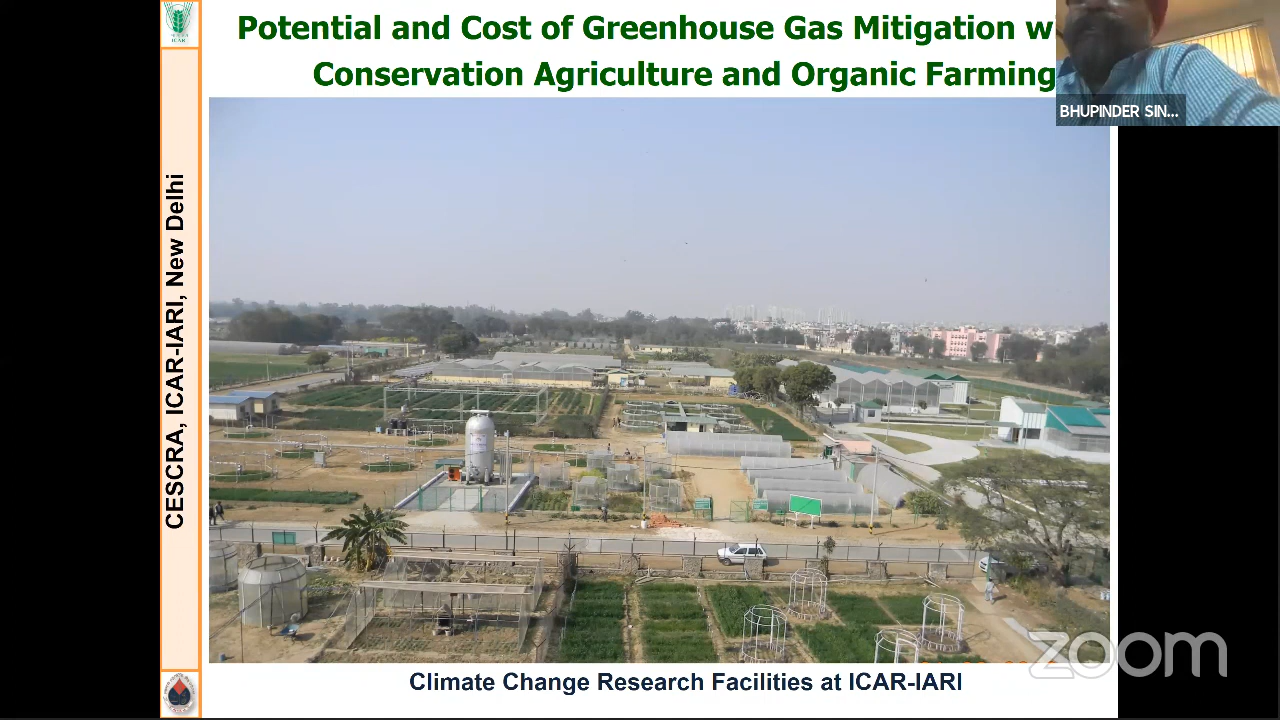 Potential and Cost of Greenhouse Gas Mitigation w
Conservation Agriculture and Organic Farming
BHUPINDER SIN...
ICAR
CESCRA, ICAR-IARI, New Delhi
zoom
Climate Change Research Facilities at ICAR-IARI